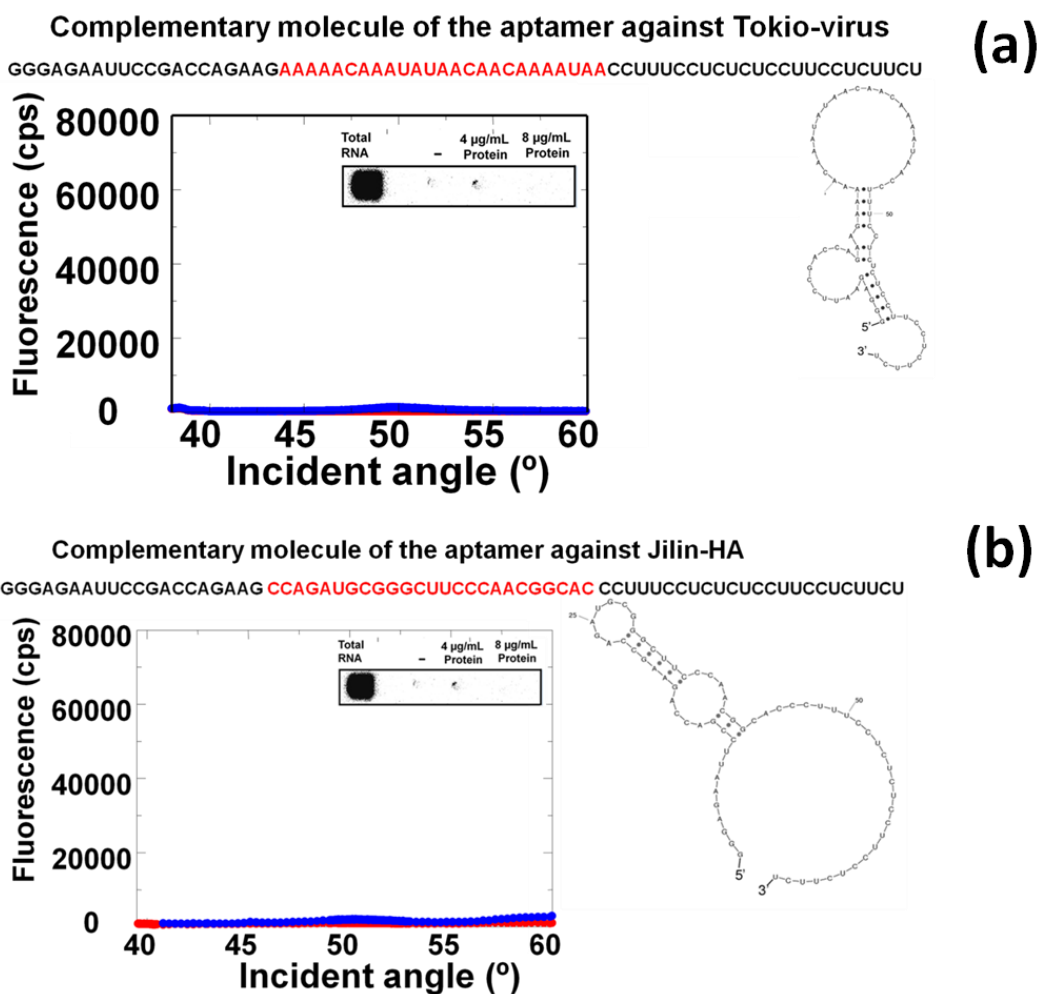 Complementary molecule of the aptamer against Tokio-virus
(a)
GGGAGAAUUCCGACCAGAAGAAAAACAAAUAUAACAACAAAAUAACCUUUCCUCUCUCCUUCCUCUUCU
Fluorescence (cps)
80000
60000
40000
20000
0
Total RNA
–
4 µg/mL Protein
8 µg/mL Protein
40 45 50 55 60
Incident angle (º)
50
5'
3'
Complementary molecule of the aptamer against Jilin-HA
(b)
GGGAGAAUUCCGACCAGAAG CCAGAUGCGGGCUUCCCAACGGCAC CCUUUCCUCUCUCCUUCCUCUUCU
Fluorescence (cps)
80000
60000
40000
20000
0
Total RNA
–
4 µg/mL Protein
8 µg/mL Protein
40 45 50 55 60
Incident angle (º)
25
50
5'
3'